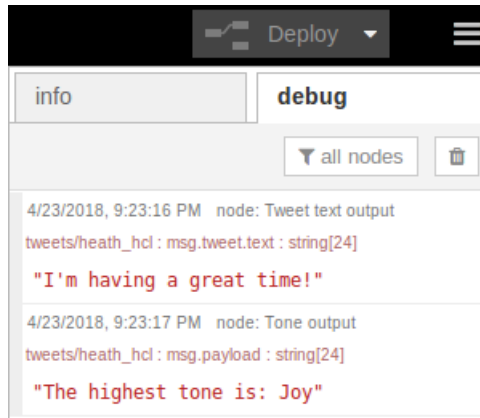 Deploy
info
debug
all nodes
4/23/2018, 9:23:16 PM node: Tweet text output
tweets/heath_hcl : msg.tweet.text : string[24]
"I'm having a great time!"
4/23/2018, 9:23:17 PM node: Tone output
tweets/heath_hcl : msg.payload : string[24]
"The highest tone is: Joy"